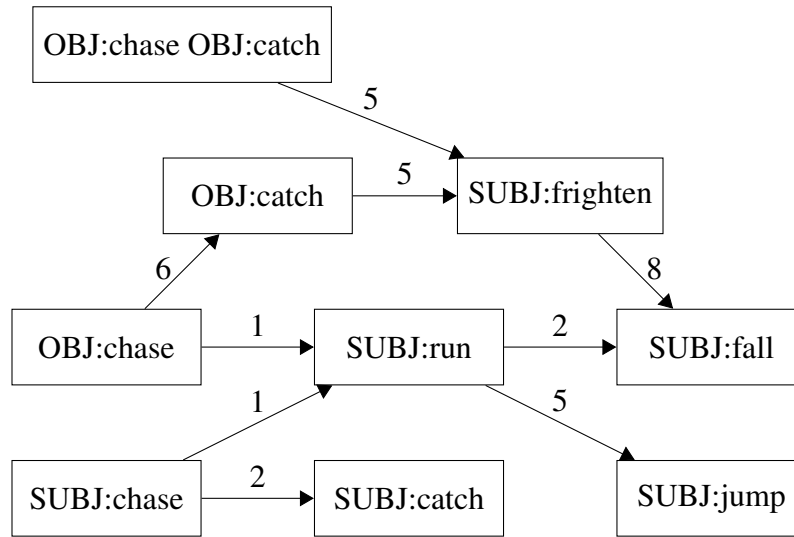 OBJ:chase OBJ:catch
5
OBJ:catch
5
SUBJ:frighten
6
8
OBJ:chase
1
SUBJ:run
2
SUBJ:fall
1
5
SUBJ:chase
2
SUBJ:catch
SUBJ:jump